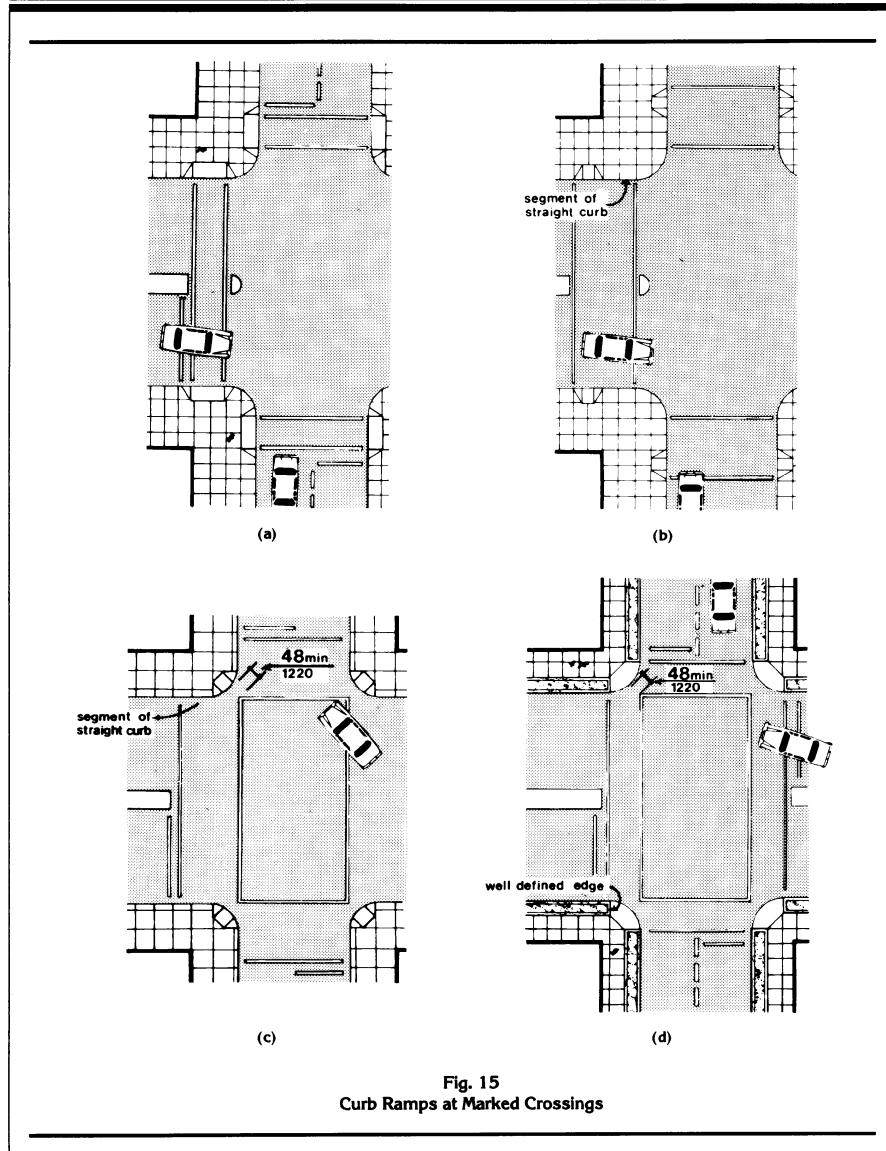 segment of
straight curb
(a)
(b)
48min
1220
segment of
straight curb
48min
1220
well defined edge
(c)
(d)
Fig. 15
Curb Ramps at Marked Crossings